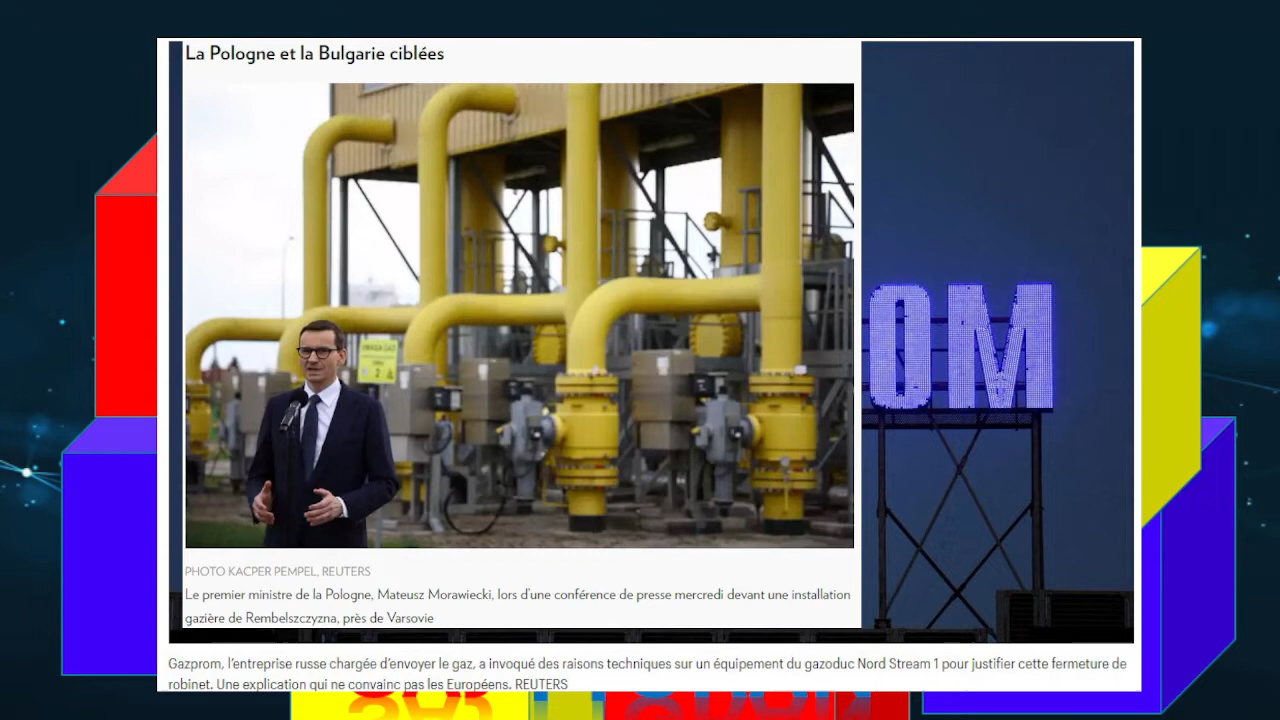 La Pologne et la Bulgarie ciblées
UWAGA GAZ
OM
PHOTO KACPER PEMPEL, REUTERS
Le premier ministre de la Pologne, Mateusz Morawiecki, lors d'une conférence de presse mercredi devant une installation
gazière de Rembelszczyzna, près de Varsovie
Gazprom, l'entreprise russe chargée d'envoyer le gaz, a invoqué des raisons techniques sur un équipement du gazoduc Nord Stream 1 pour justifier cette fermeture de
robinet. Une explication qui ne convainc pas les Européens. REUTERS